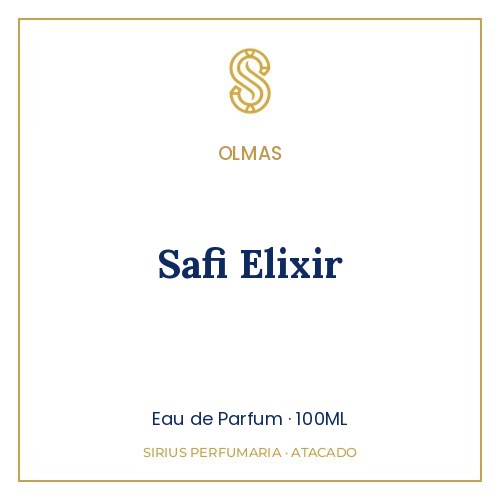 OLMAS
Safi Elixir
Eau de Parfum · 100ML
SIRIUS PERFUMARIA · ATACADO